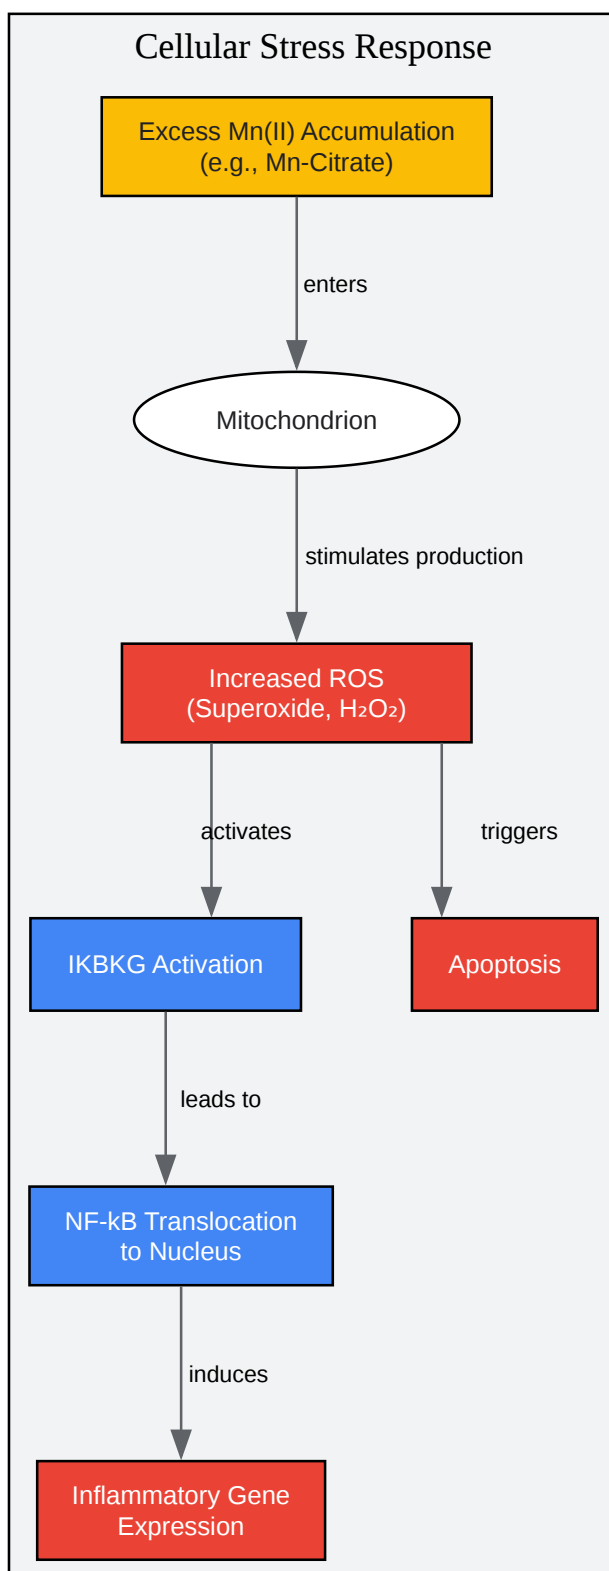 Cellular Stress Response
Excess Mn(II) Accumulation
(e.g., Mn-Citrate)
enters
Mitochondrion
stimulates production
Increased ROS
(Superoxide, H₂O₂)
activates
triggers
IKBKG Activation
Apoptosis
leads to
NF-kB Translocation
to Nucleus
induces
Inflammatory Gene
Expression